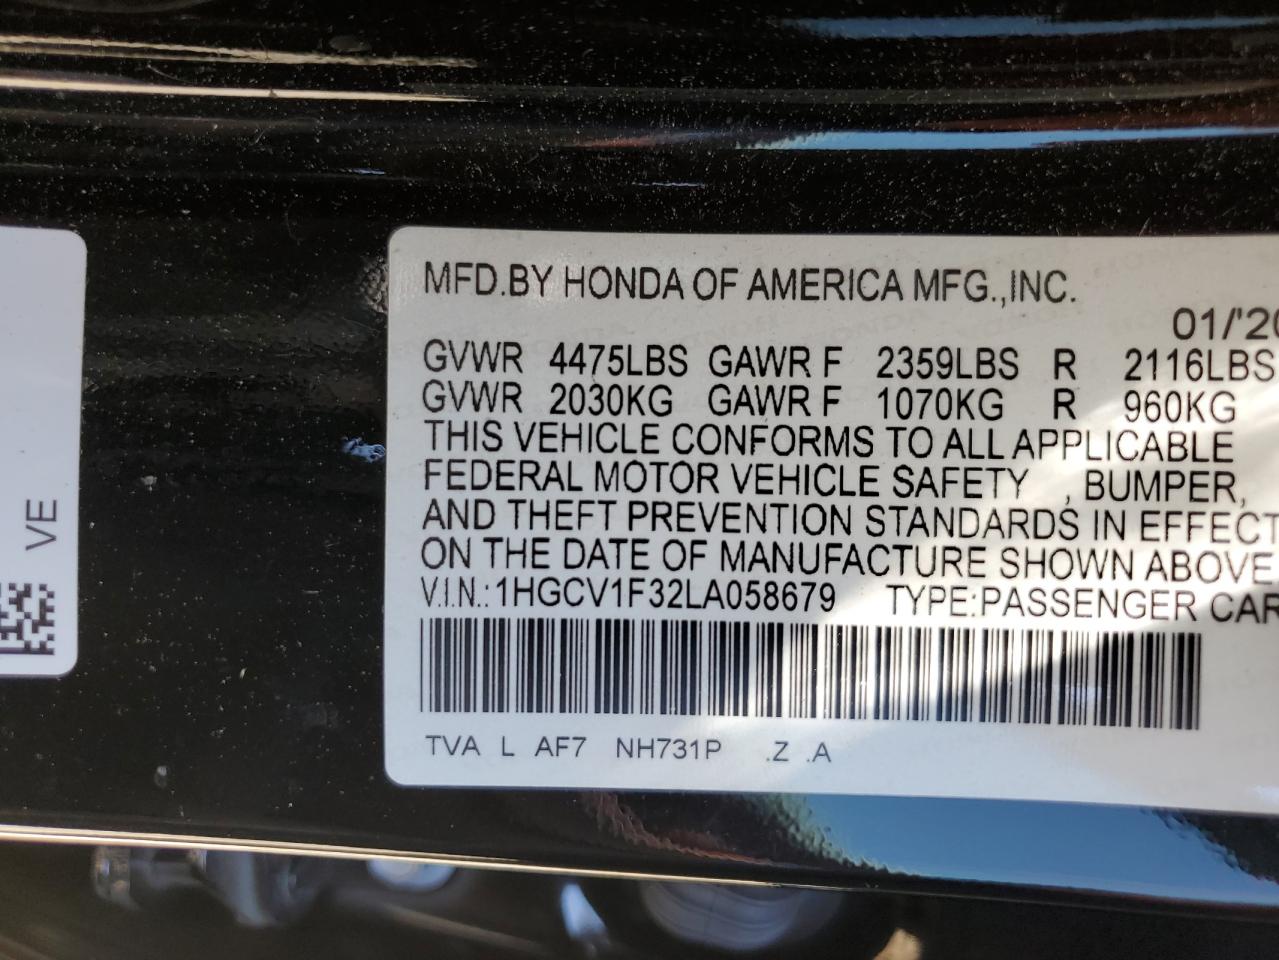 VE
MFD.BY HONDA OF AMERICA MFG.,INC.
01/'20
GVWR 4475LBS GAWR F 2359LBS R 2116LBS
GVWR 2030KG GAWR F 1070KG R 960KG
THIS VEHICLE CONFORMS TO ALL APPLICABLE
FEDERAL MOTOR VEHICLE SAFETY , BUMPER,
AND THEFT PREVENTION STANDARDS IN EFFECT
ON THE DATE OF MANUFACTURE SHOWN ABOVE
V.I.N.: 1HGCV1F32LA058679 TYPE:PASSENGER CAR
TVA L AF7 NH731P .Z .A